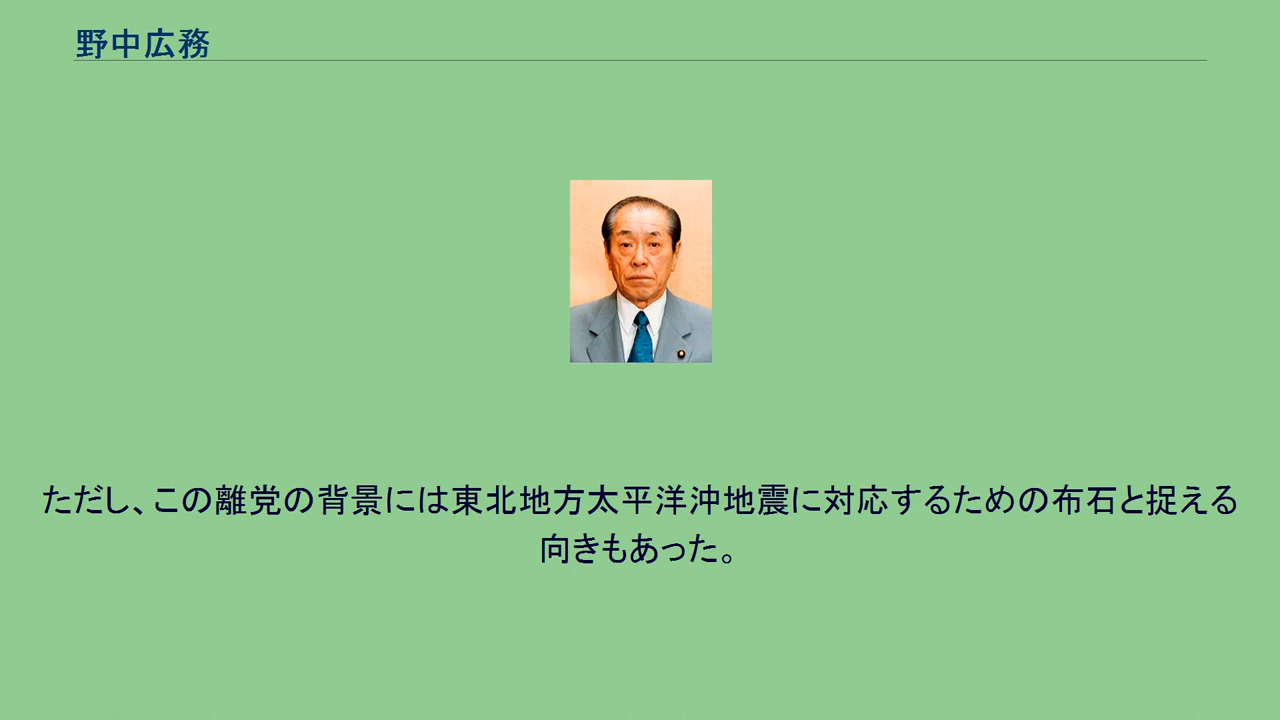 野中広務
ただし、この離党の背景には東北地方太平洋沖地震に対応するための布石と捉える
向きもあった。